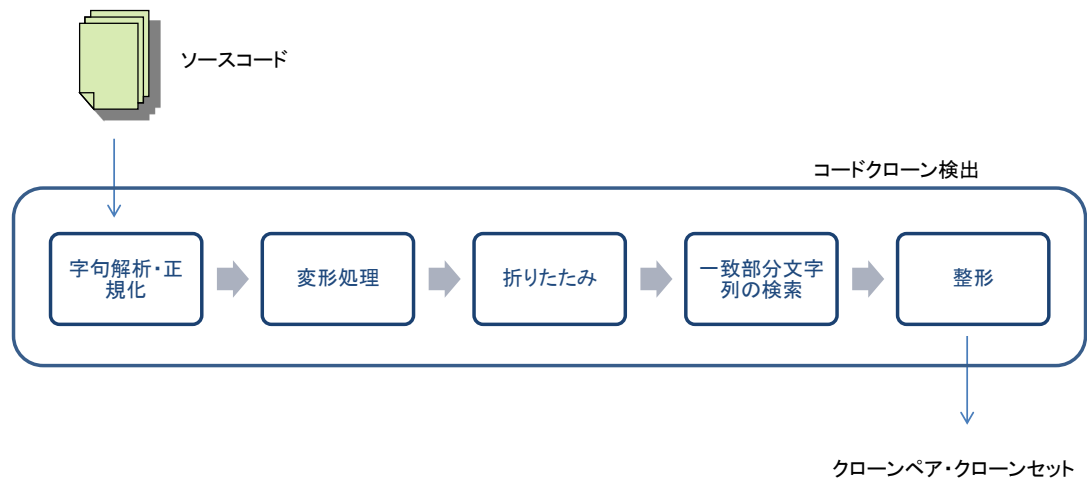 ソースコード
コードクローン検出
字句解析・正
規化
変形処理
折りたたみ
一致部分文字
列の検索
整形
クローンペア・クローンセット